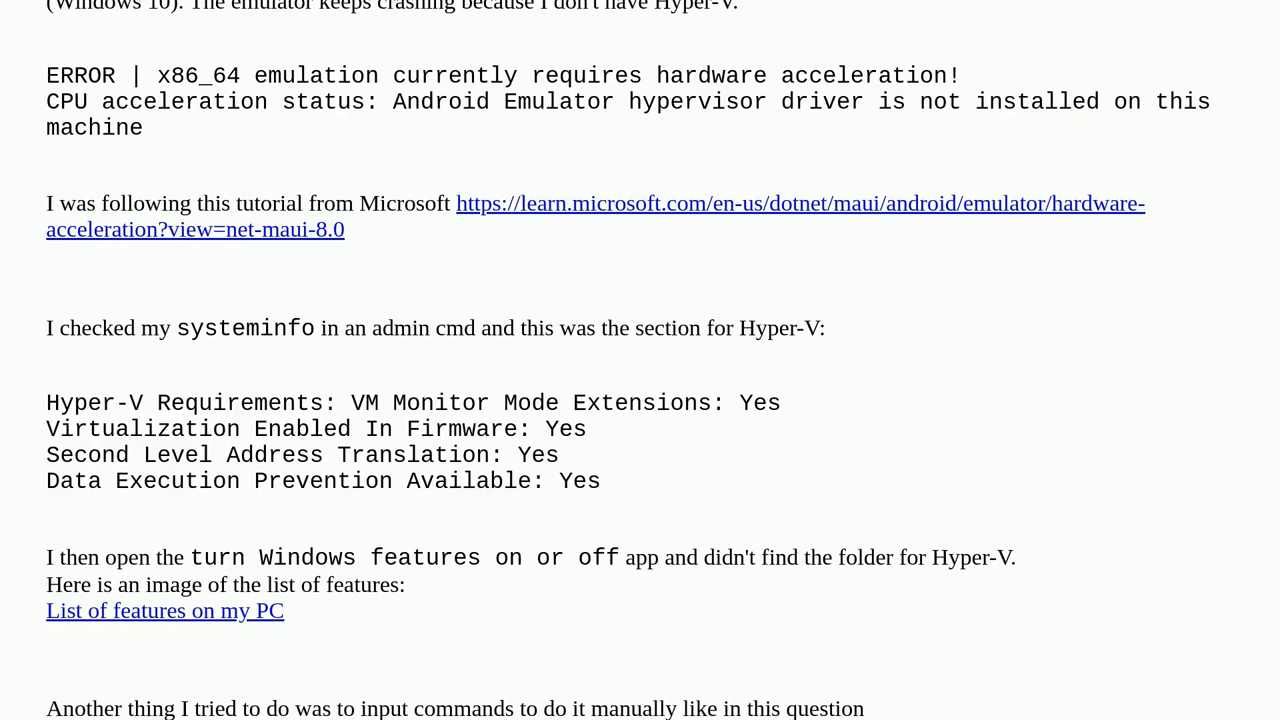 (Windows 10). The emulator keeps crashing because I don't have Hyper-V.
ERROR | x86_64 emulation currently requires hardware acceleration!
CPU acceleration status: Android Emulator hypervisor driver is not installed on this
machine
I was following this tutorial from Microsoft https://learn.microsoft.com/en-us/dotnet/maui/android/emulator/hardware-
acceleration?view=net-maui-8.0
I checked my systeminfo in an admin cmd and this was the section for Hyper-V:
Hyper-V Requirements: VM Monitor Mode Extensions: Yes
Virtualization Enabled In Firmware: Yes
Second Level Address Translation: Yes
Data Execution Prevention Available: Yes
I then open the turn Windows features on or off app and didn't find the folder for Hyper-V.
Here is an image of the list of features:
List of features on my PC
Another thing I tried to do was to input commands to do it manually like in this question